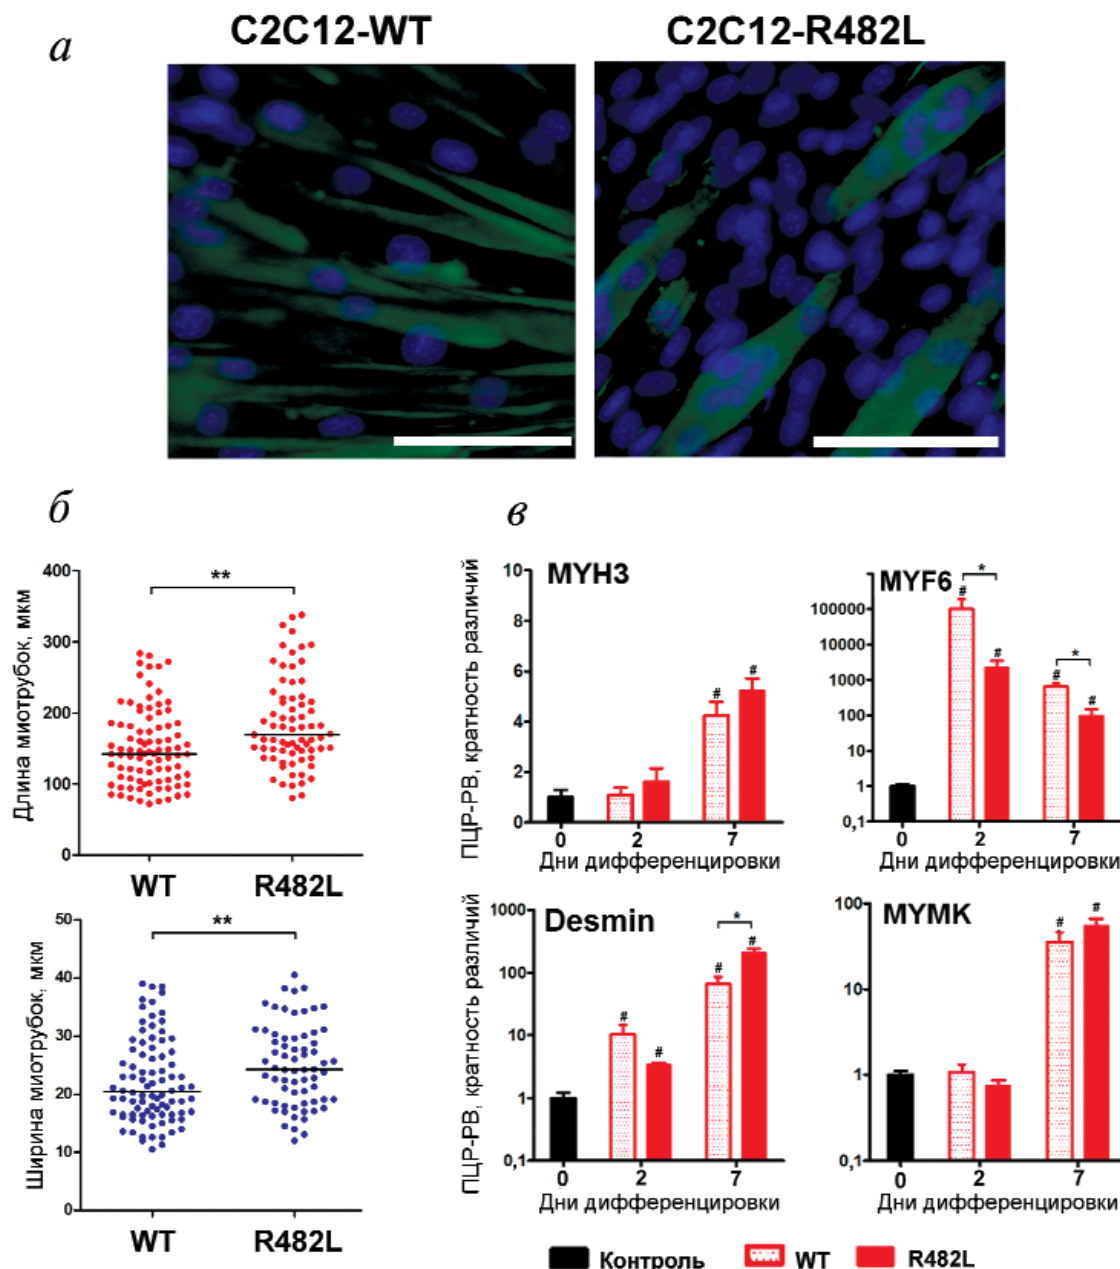 а
C2C12-WT
C2C12-R482L
б
Длина миотрубок, мкм
400
300
200
100
0
**
WT
R482L
Ширина миотрубок, мкм
50
40
30
20
10
0
**
WT
R482L
в
ПЦР-РВ, кратность различий
MYH3
10
8
6
4
2
0
# #
0 2 7
Дни дифференцировки
MYF6
100000
10000
1000
100
10
1
0,1
*
# #
*
# #
0 2 7
Дни дифференцировки
ПЦР-РВ, кратность различий
Desmin
1000
100
10
1
0,1
#
*
# #
0 2 7
Дни дифференцировки
MYMK
100
10
1
0,1
# #
0 2 7
Дни дифференцировки
Контроль WT R482L